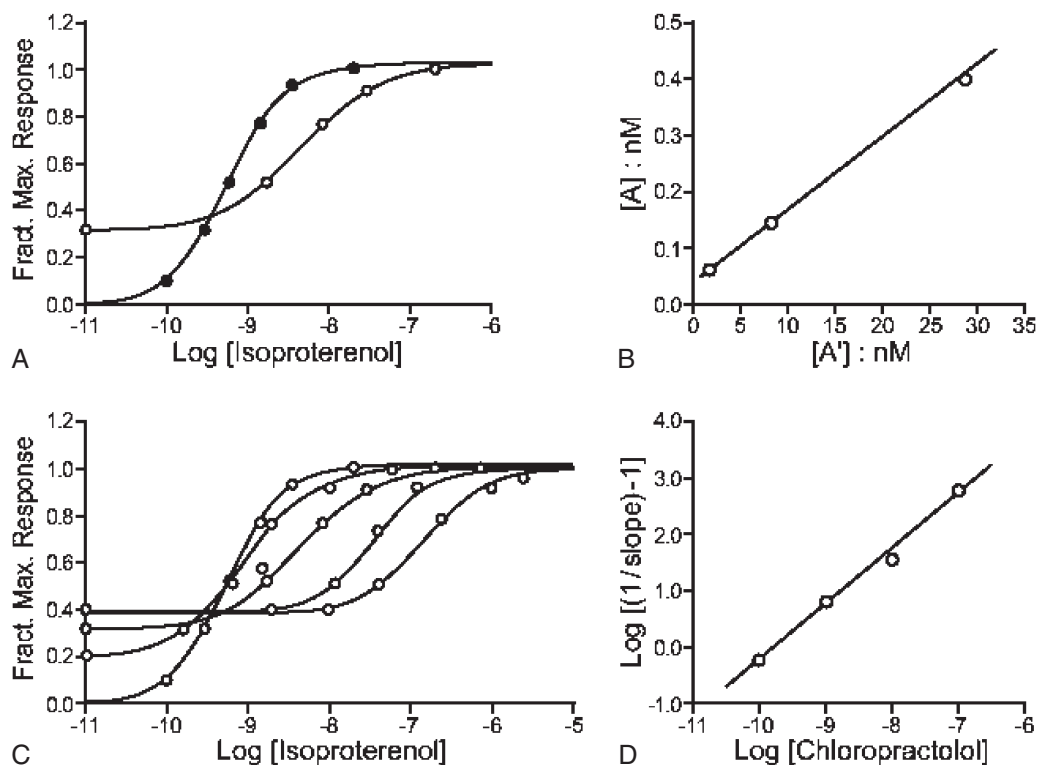 1.2
1.0
0.8
0.6
0.4
0.2
0.0
Fract. Max. Response
-11 -10 -9 -8 -7 -6
Log [Isoproterenol]
A
0.5
0.4
0.3
0.2
0.1
0.0
[A] : nM
0 5 10 15 20 25 30 35
[A'] : nM
B
1.2
1.0
0.8
0.6
0.4
0.2
0.0
Fract. Max. Response
-11 -10 -9 -8 -7 -6 -5
Log [Isoproterenol]
C
4.0
3.0
2.0
1.0
0.0
-1.0
Log [(1/slope)-1]
-11 -10 -9 -8 -7 -6
Log [Chloropractolol]
D